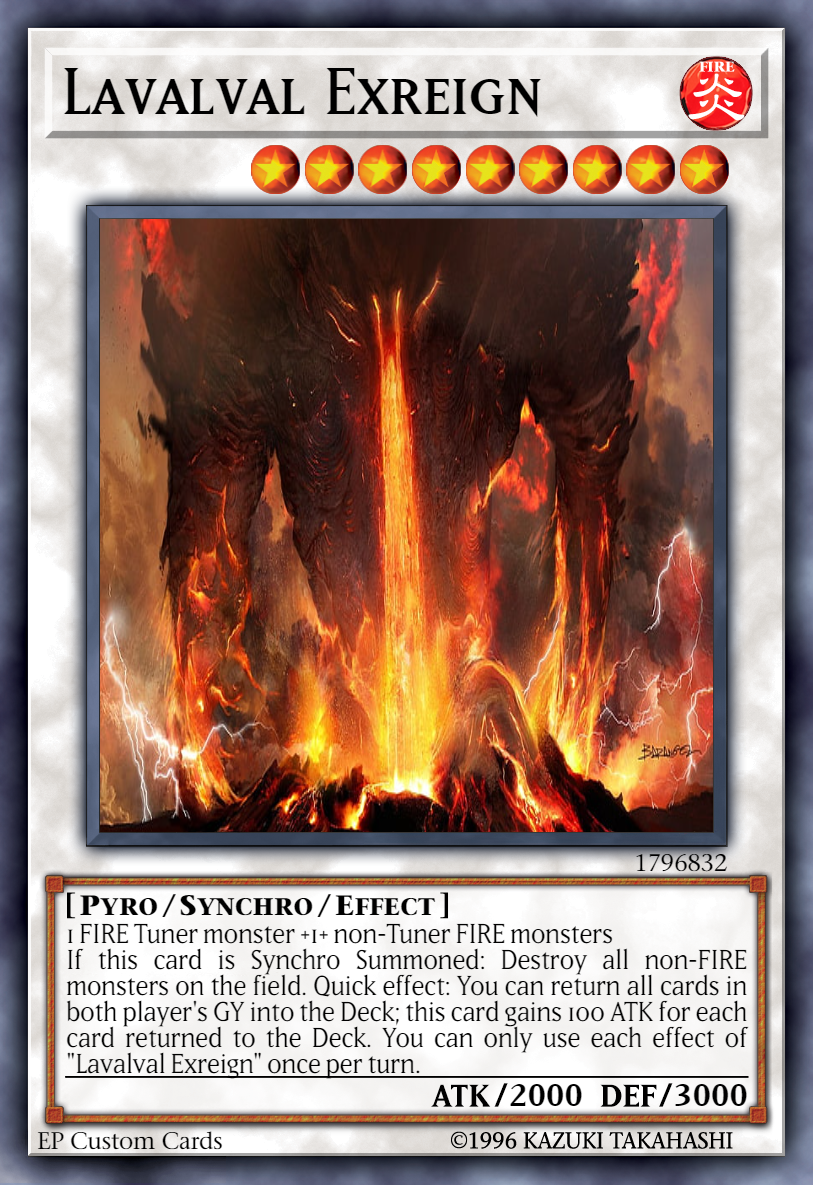 Lavalval Exreign
FIRE
炎
1796832
[ Pyro / Synchro / Effect ]
1 FIRE Tuner monster +1+ non-Tuner FIRE monsters
If this card is Synchro Summoned: Destroy all non-FIRE
monsters on the field. Quick effect: You can return all cards in
both player's GY into the Deck; this card gains 100 ATK for each
card returned to the Deck. You can only use each effect of
"Lavalval Exreign" once per turn.
ATK/2000 DEF/3000
EP Custom Cards ©1996 KAZUKI TAKAHASHI